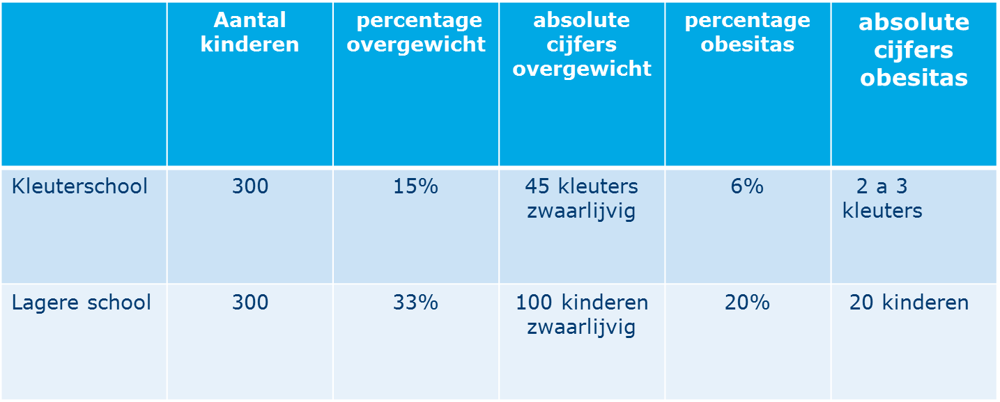 Aantal
kinderen
percentage
overgewicht
absolute
cijfers
overgewicht
percentage
obesitas
absolute
cijfers
obesitas
Kleuterschool
300
15%
45 kleuters
zwaarlijvig
6%
2 a 3
kleuters
Lagere school
300
33%
100 kinderen
zwaarlijvig
20%
20 kinderen